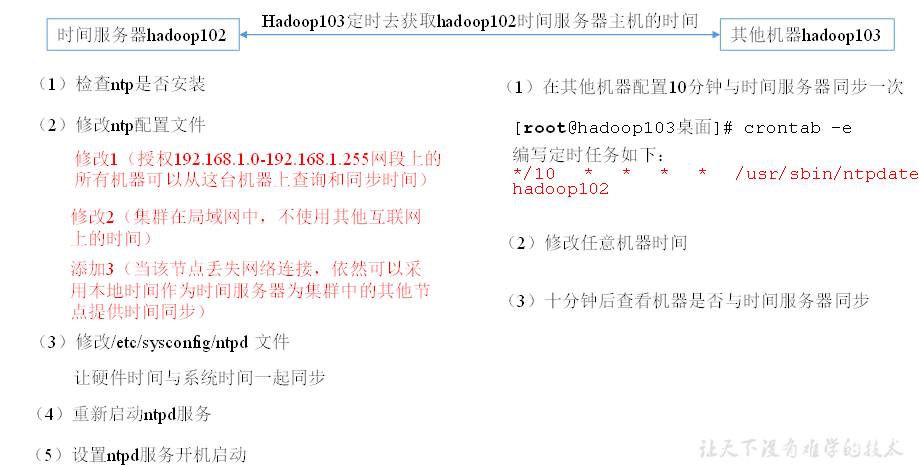 Hadoop103定时去获取hadoop102时间服务器主机的时间
时间服务器hadoop102
其他机器hadoop103
（1）检查ntp是否安装
（2）修改ntp配置文件
修改1（授权192.168.1.0-192.168.1.255网段上的
所有机器可以从这台机器上查询和同步时间）
修改2（集群在局域网中，不使用其他互联网
上的时间）
添加3（当该节点丢失网络连接，依然可以采
用本地时间作为时间服务器为集群中的其他节
点提供时间同步）
（3）修改/etc/sysconfig/ntpd 文件
让硬件时间与系统时间一起同步
（4）重新启动ntpd服务
（5）设置ntpd服务开机启动
（1）在其他机器配置10分钟与时间服务器同步一次
[root@hadoop103桌面]# crontab -e
编写定时任务如下：
*/10 * * * * /usr/sbin/ntpdate
hadoop102
（2）修改任意机器时间
（3）十分钟后查看机器是否与时间服务器同步
让天下没有难学的技术